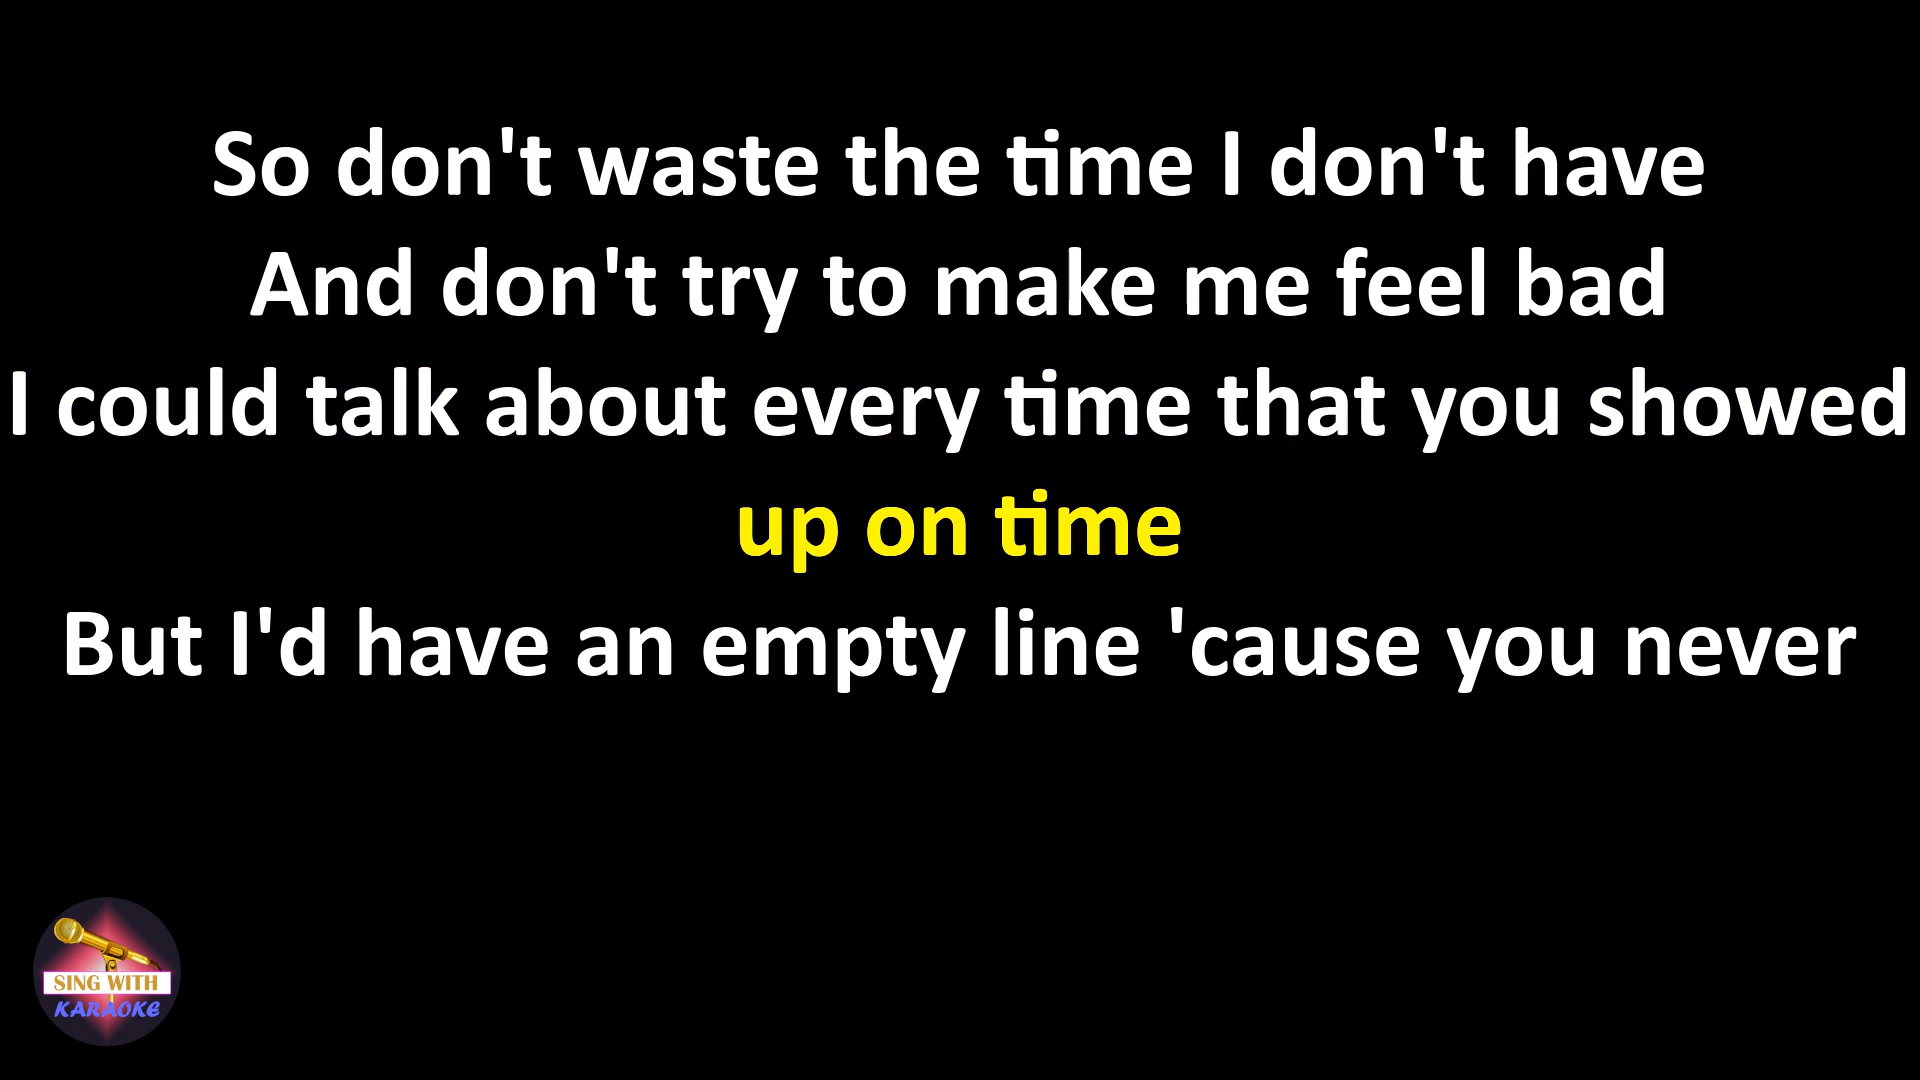 So don't waste the time I don't have
And don't try to make me feel bad
I could talk about every time that you showed
up on time
But I'd have an empty line 'cause you never
SING WITH
KARAOKE